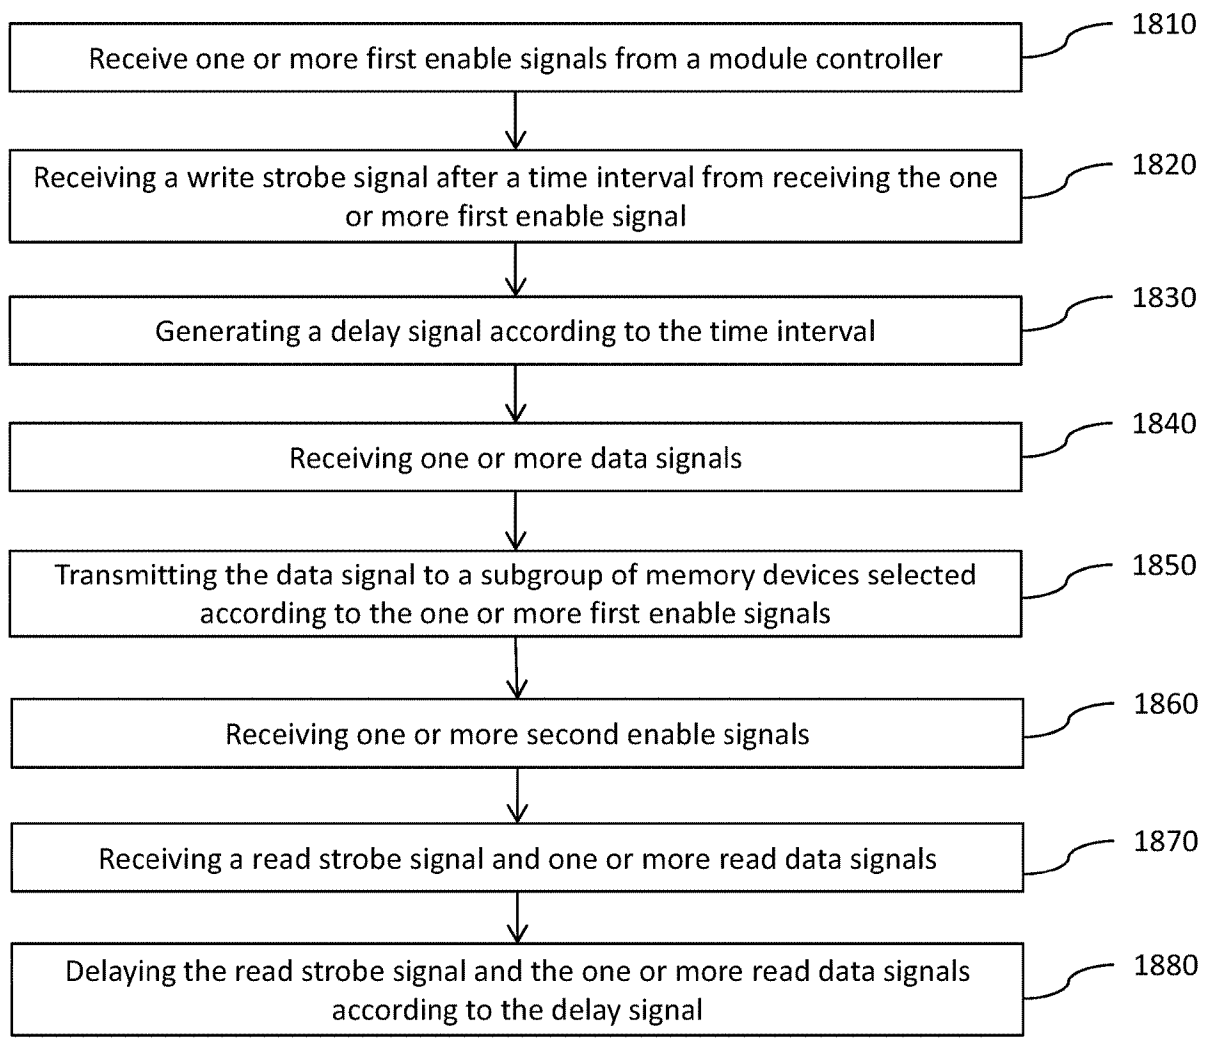 1810
Receive one or more first enable signals from a module controller
1820
Receiving a write strobe signal after a time interval from receiving the one
or more first enable signal
1830
Generating a delay signal according to the time interval
1840
Receiving one or more data signals
1850
Transmitting the data signal to a subgroup of memory devices selected
according to the one or more first enable signals
1860
Receiving one or more second enable signals
1870
Receiving a read strobe signal and one or more read data signals
1880
Delaying the read strobe signal and the one or more read data signals
according to the delay signal